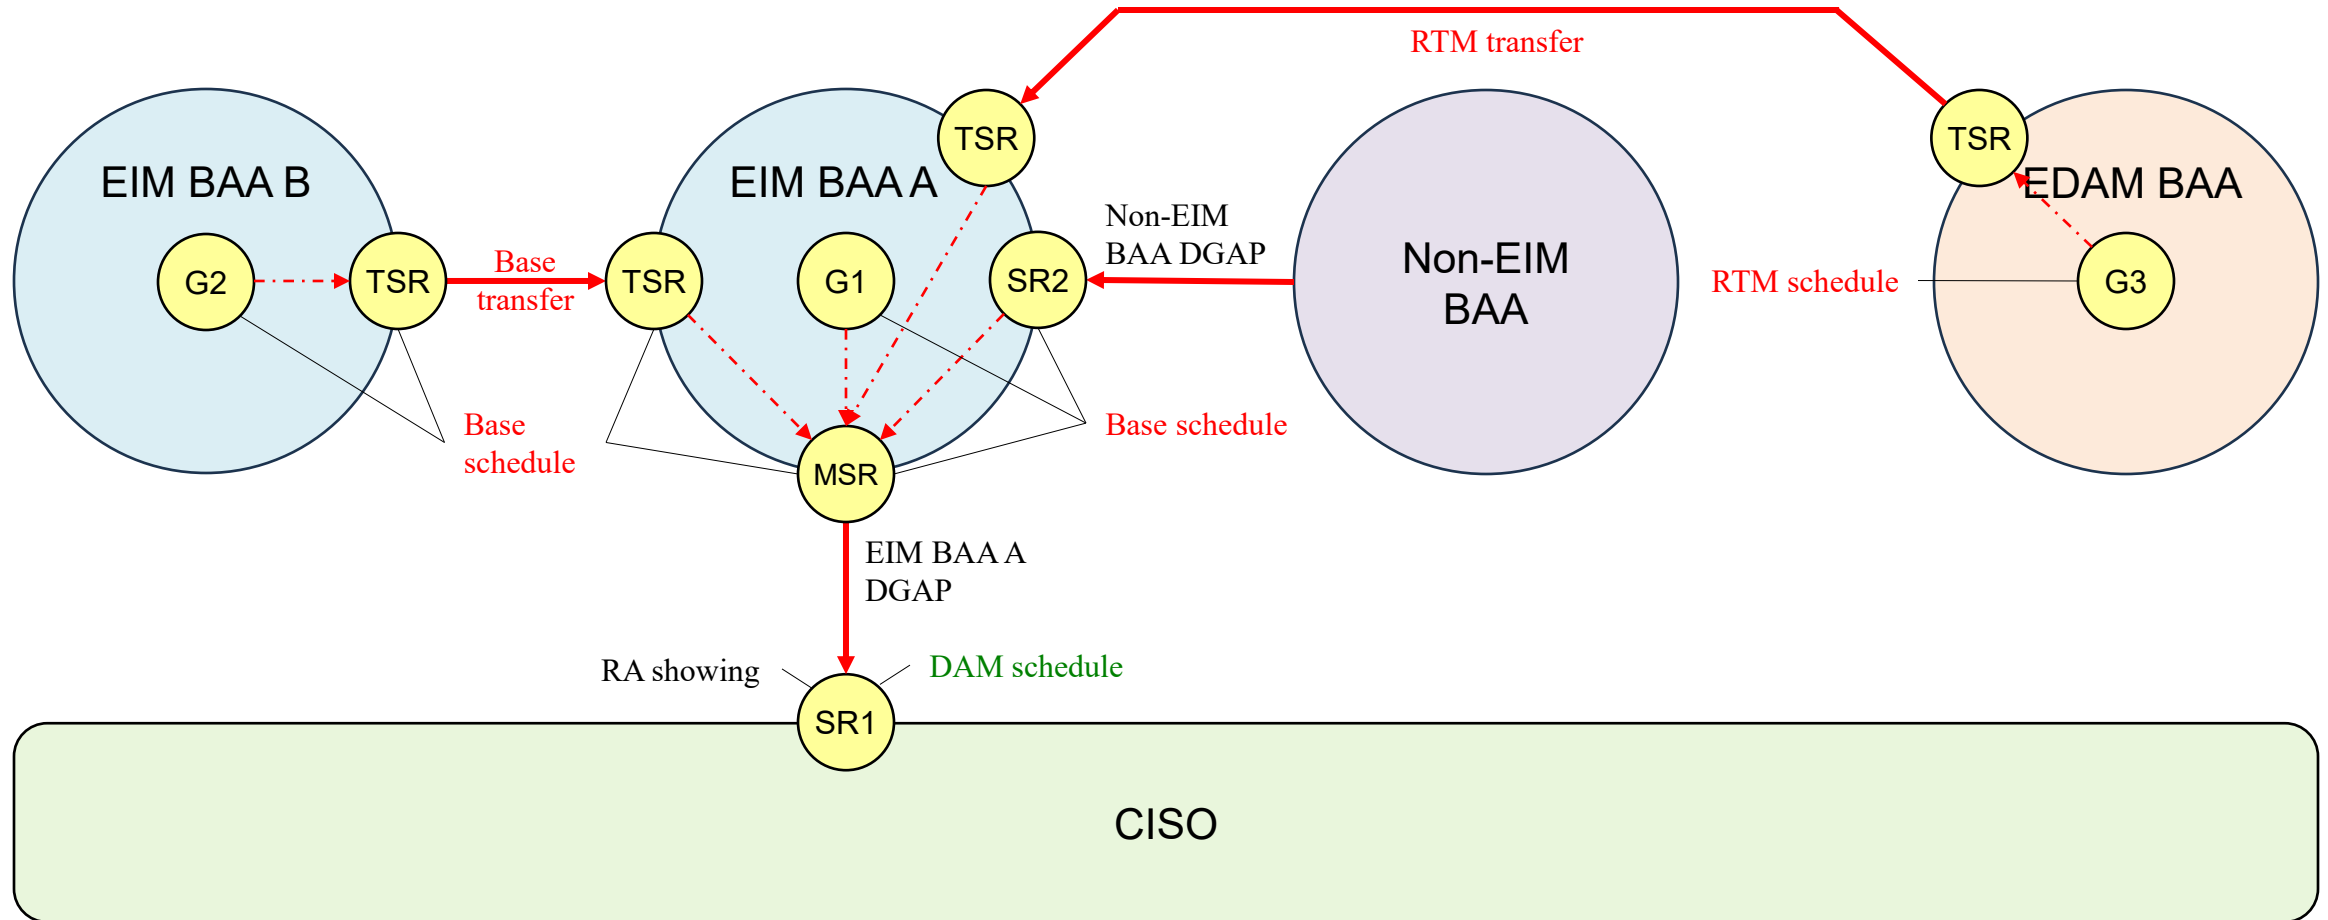 RTM transfer
TSR
TSR
EIM BAA B
EIM BAA A
EDAM BAA
Non-EIM
BAA DGAP
Non-EIM
BAA
G2
TSR
Base
transfer
TSR
G1
SR2
RTM schedule
G3
Base
schedule
Base schedule
MSR
EIM BAA A
DGAP
RA showing
DAM schedule
SR1
CISO